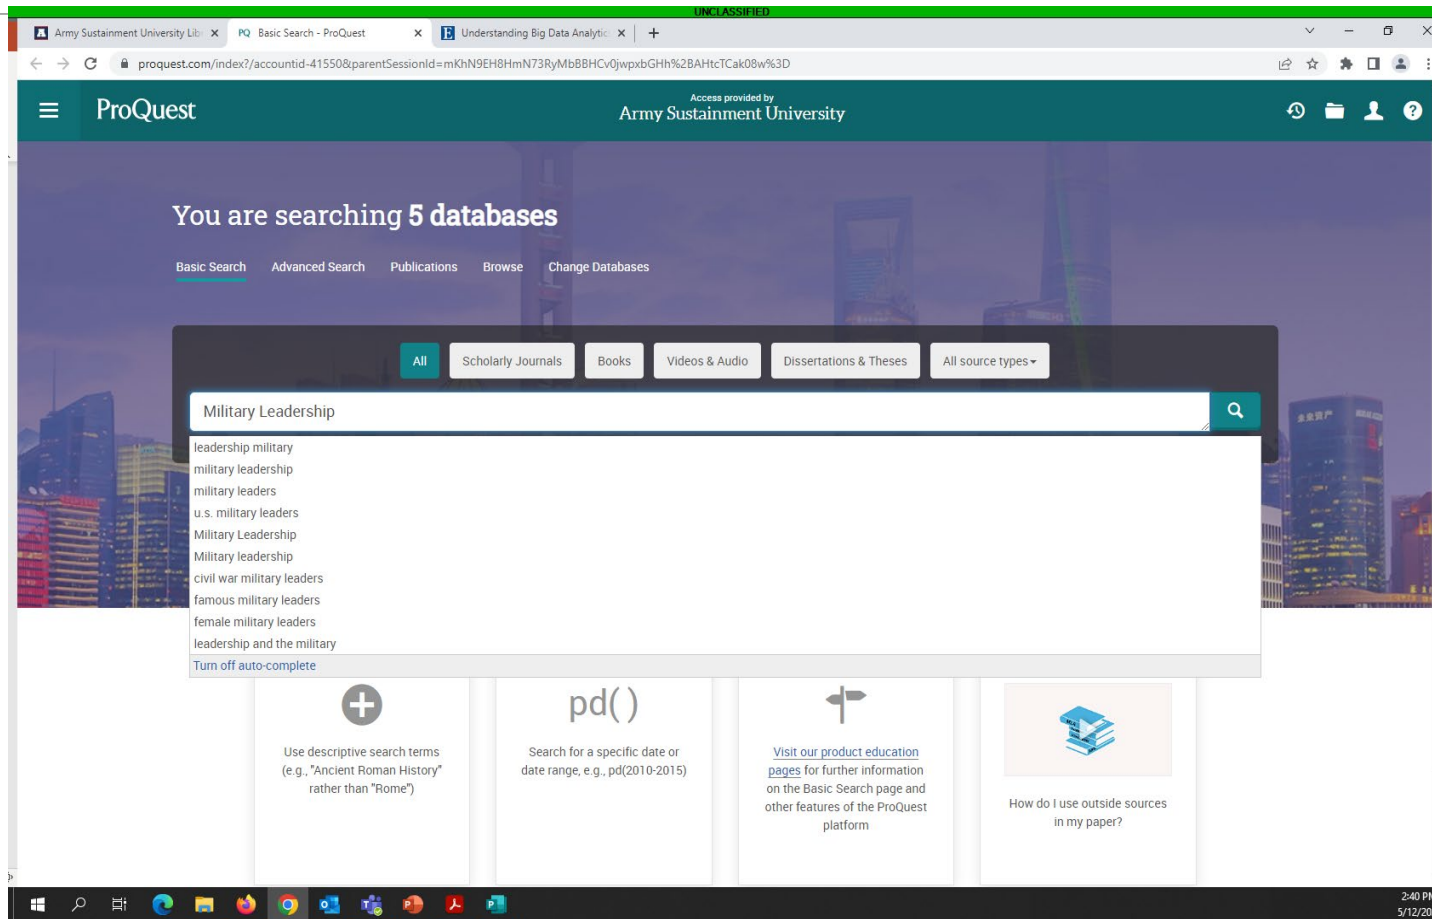 UNCLASSIFIED
Army Sustainment University Lib
PQ Basic Search - ProQuest
Understanding Big Data Analytic
proquest.com/index?/accountid-41550&parentSessionId=mKhN9EH8HmN73RyMbBBHCv0jwpxbGHh%2BAHtcTCak08w%3D
ProQuest
Access provided by
Army Sustainment University
You are searching 5 databases
Basic Search Advanced Search Publications Browse Change Databases
All Scholarly Journals Books Videos & Audio Dissertations & Theses All source types
Military Leadership
leadership military
military leadership
military leaders
u.s. military leaders
Military Leadership
Military leadership
civil war military leaders
famous military leaders
female military leaders
leadership and the military
Turn off auto-complete
Use descriptive search terms
(e.g., "Ancient Roman History"
rather than "Rome")
pd( )
Search for a specific date or
date range, e.g., pd(2010-2015)
Visit our product education
pages for further information
on the Basic Search page and
other features of the ProQuest
platform
How do I use outside sources
in my paper?
2:40 PM
5/12/20